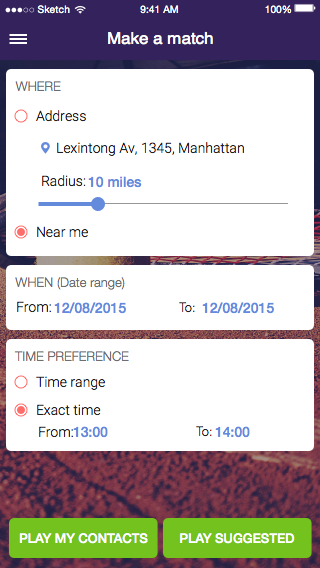 Sketch 9:41 AM 100%
Make a match
WHERE
Address
Lexintong Av, 1345, Manhattan
Radius: 10 miles
Near me
WHEN (Date range)
From: 12/08/2015 To: 12/08/2015
TIME PREFERENCE
Time range
Exact time
From: 13:00 To: 14:00
PLAY MY CONTACTS PLAY SUGGESTED